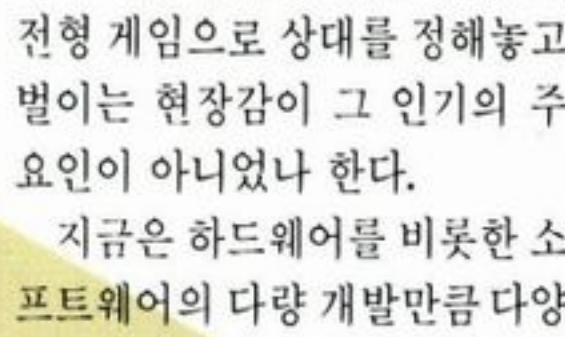 전형 게임으로 상대를 정해놓고
벌이는 현장감이 그 인기의 주
요인이 아니었나 한다.
지금은 하드웨어를 비롯한 소
프트웨어의 다량 개발만큼 다양